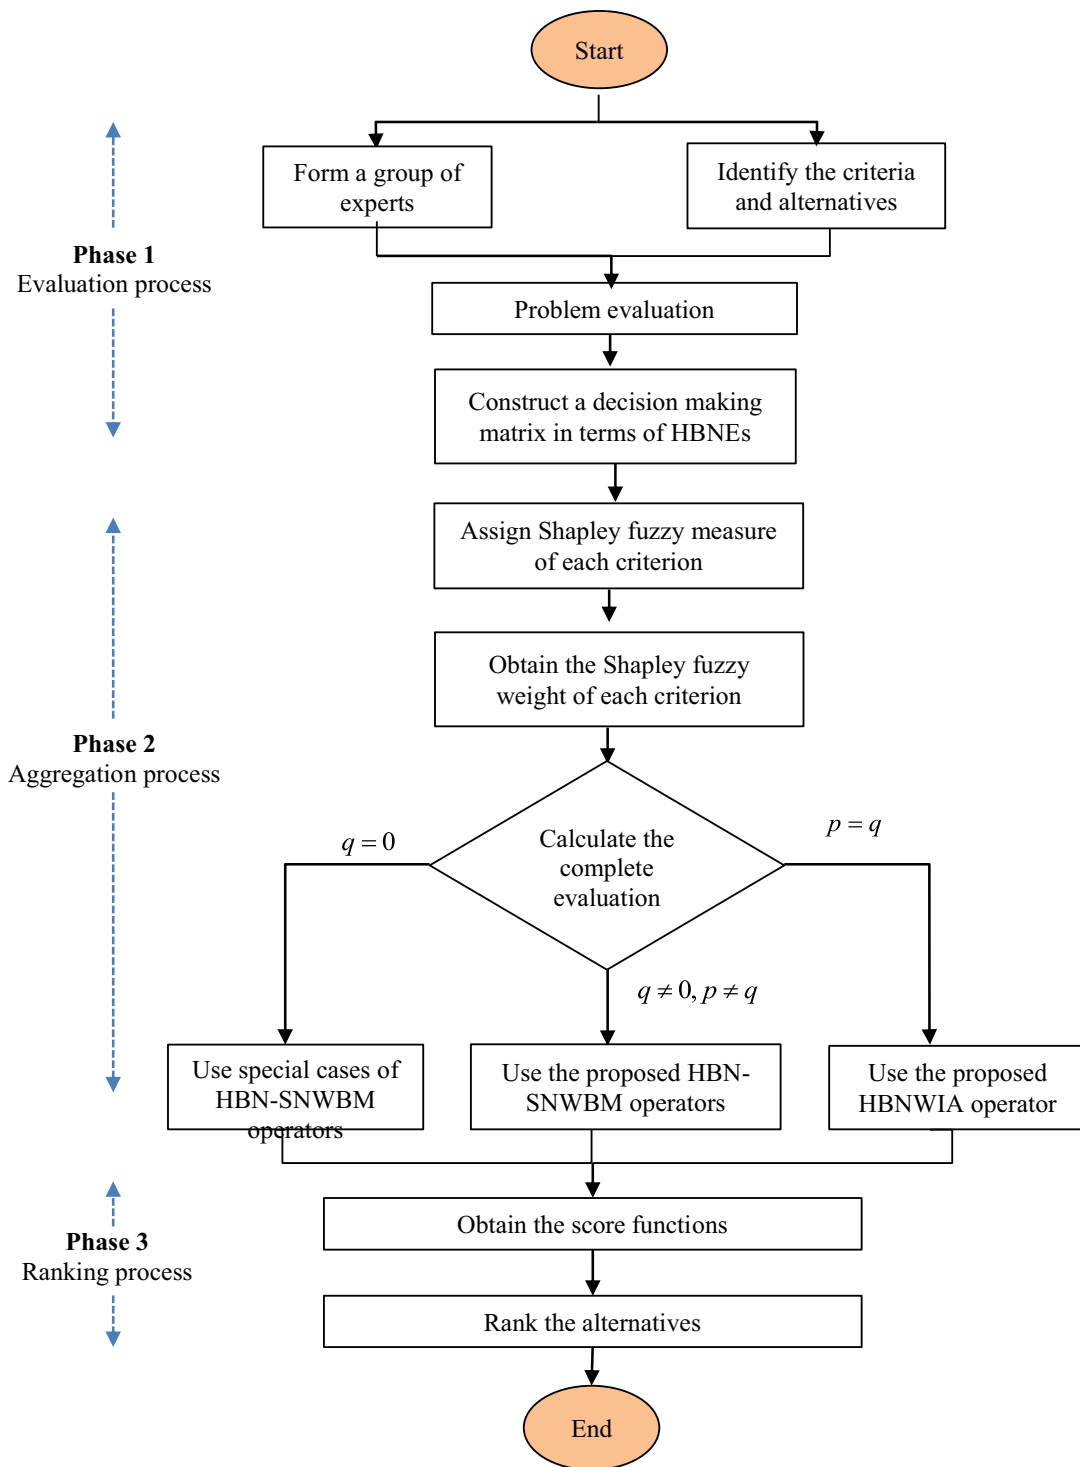 Start
Form a group of
experts
Identify the criteria
and alternatives
Phase 1
Evaluation process
Problem evaluation
Construct a decision making
matrix in terms of HBNEs
Assign Shapley fuzzy measure
of each criterion
Obtain the Shapley fuzzy
weight of each criterion
Phase 2
Aggregation process
Calculate the
complete
evaluation
q = 0
p = q
q ≠ 0, p ≠ q
Use special cases of
HBN-SNWBM
operators
Use the proposed HBN-
SNWBM operators
Use the proposed
HBNWIA operator
Phase 3
Ranking process
Obtain the score functions
Rank the alternatives
End